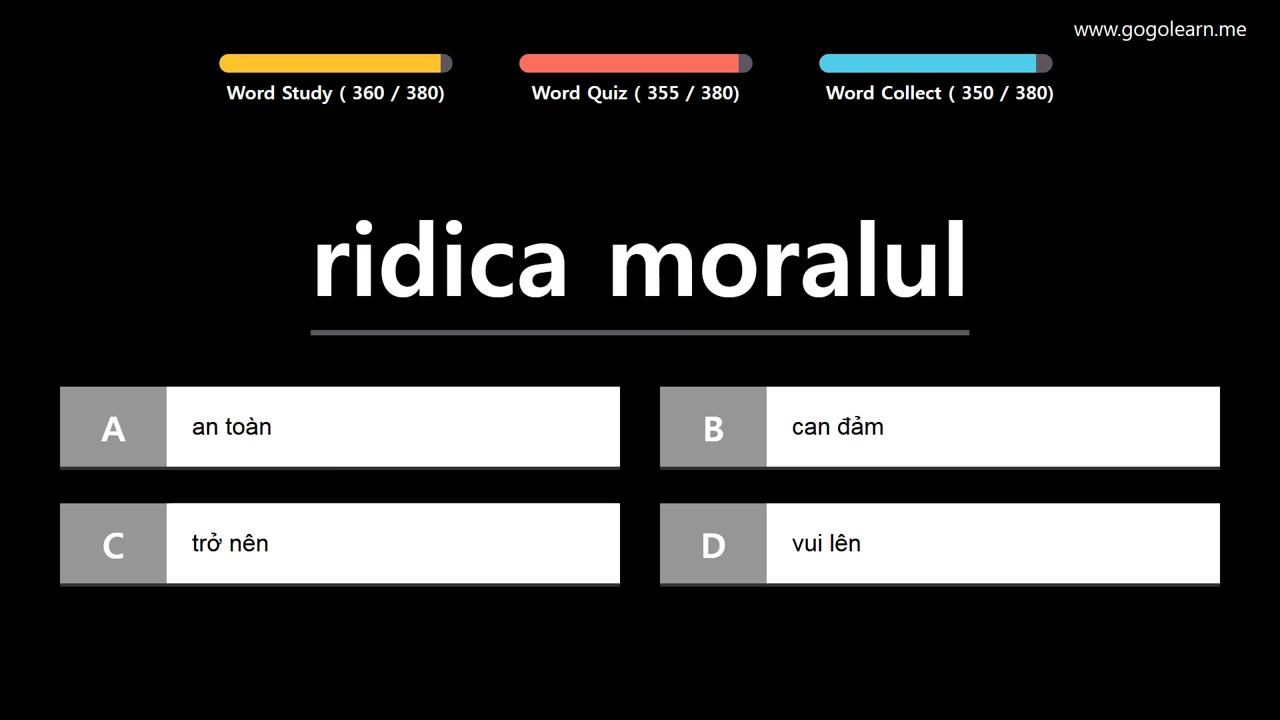 www.gogolearn.me
Word Study ( 360 / 380)
Word Quiz ( 355 / 380)
Word Collect ( 350 / 380)
ridica moralul
A an toàn
B can đảm
C trở nên
D vui lên